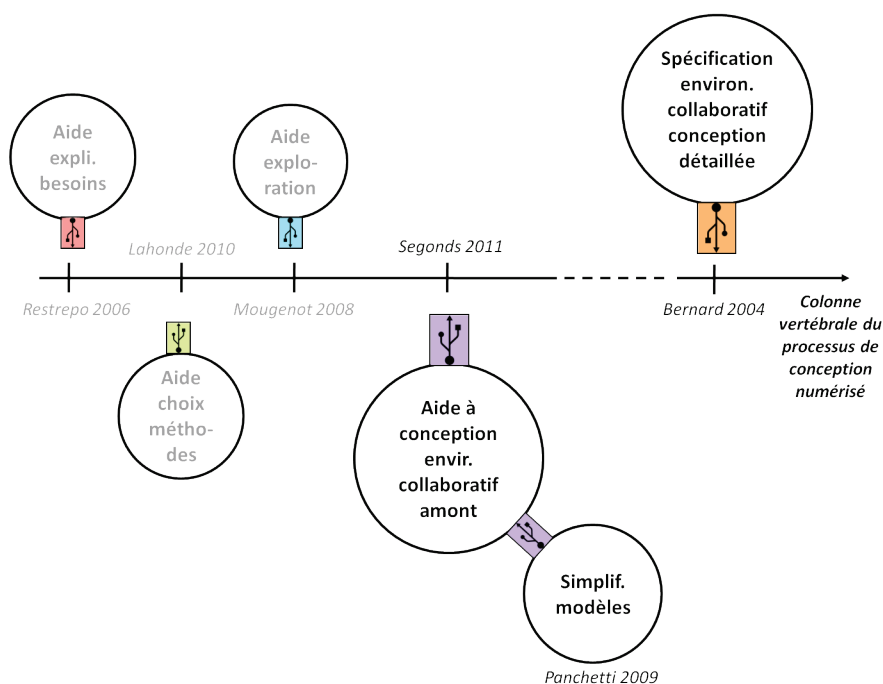 Aide
expli.
besoins
Aide
explo-
ration
Spécification
environ.
collaboratif
conception
détaillée
Lahonde 2010
Segonds 2011
Restrepo 2006
Mougenot 2008
Bernard 2004
Colonne
vertébrale du
processus de
conception
numérisé
Aide
choix
métho-
des
Aide à
conception
envir.
collaboratif
amont
Simplif.
modèles
Panchetti 2009